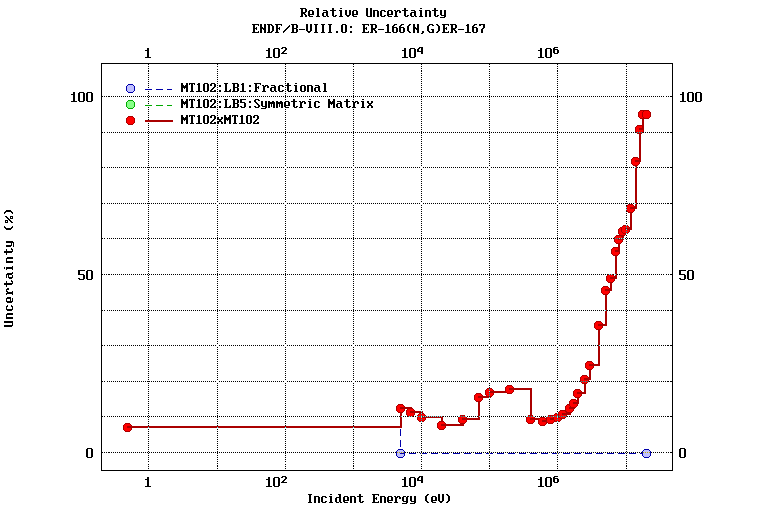 Relative Uncertainty
ENDF/B-VIII.0: ER-166(N,G)ER-167
1 10² 10⁴ 10⁶
MT102:LB1:Fractional
MT102:LB5:Symmetric Matrix
MT102xMT102
100 100
50 50
0 0
Uncertainty (%)
1 10² 10⁴ 10⁶
Incident Energy (eV)